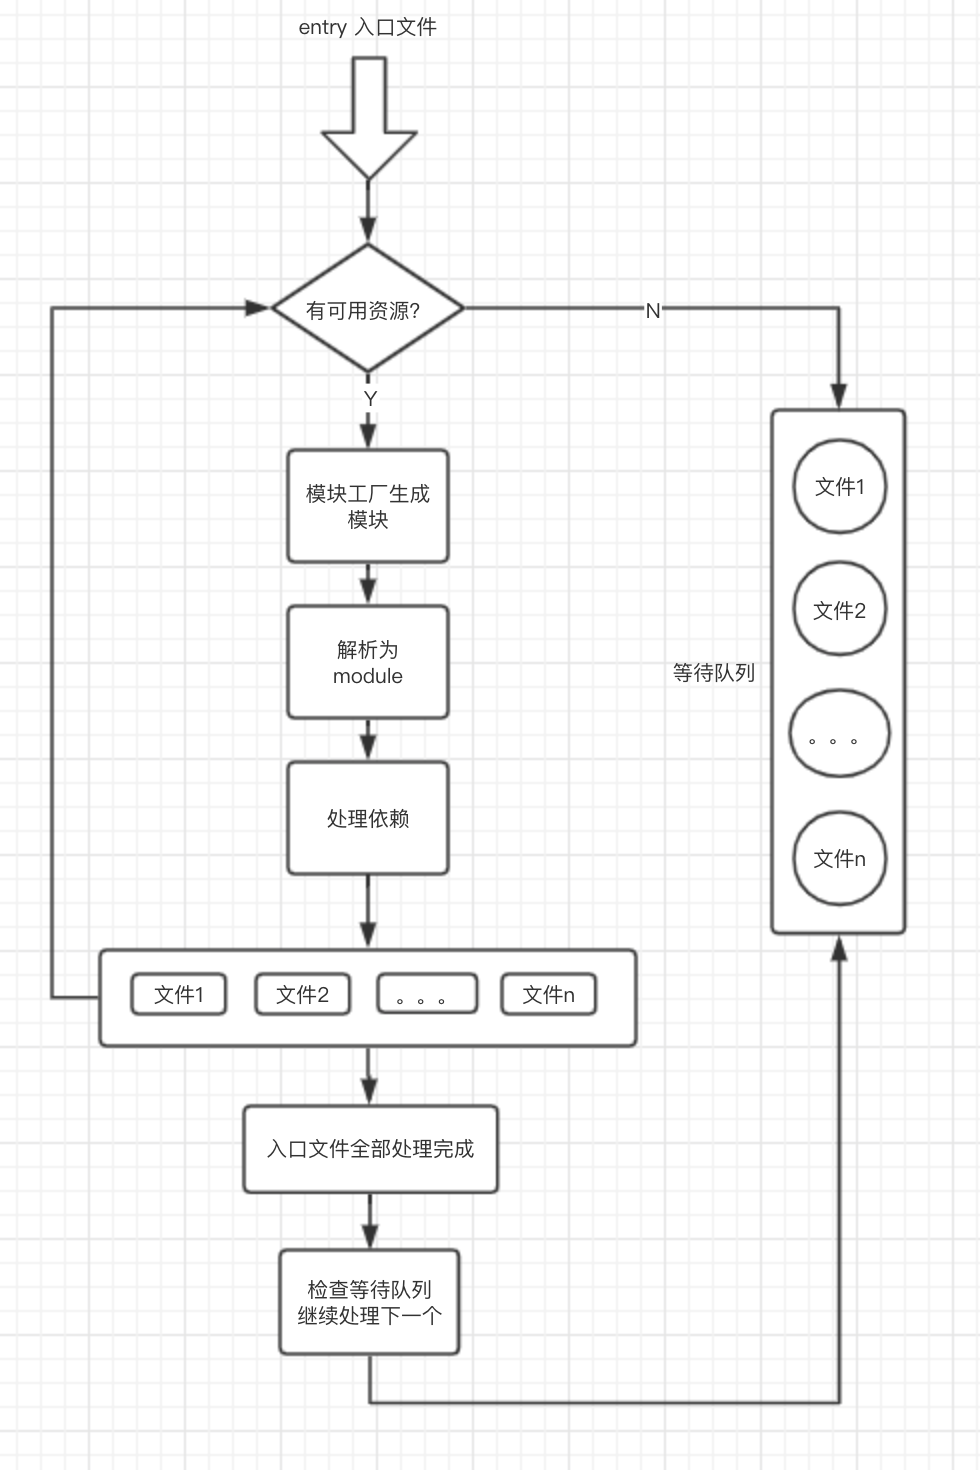 entry 入口文件
有可用资源?
N
Y
模块工厂生成
模块
解析为
module
处理依赖
文件1
文件2
。。。
文件n
等待队列
文件1
文件2
。。。
文件n
入口文件全部处理完成
检查等待队列
继续处理下一个